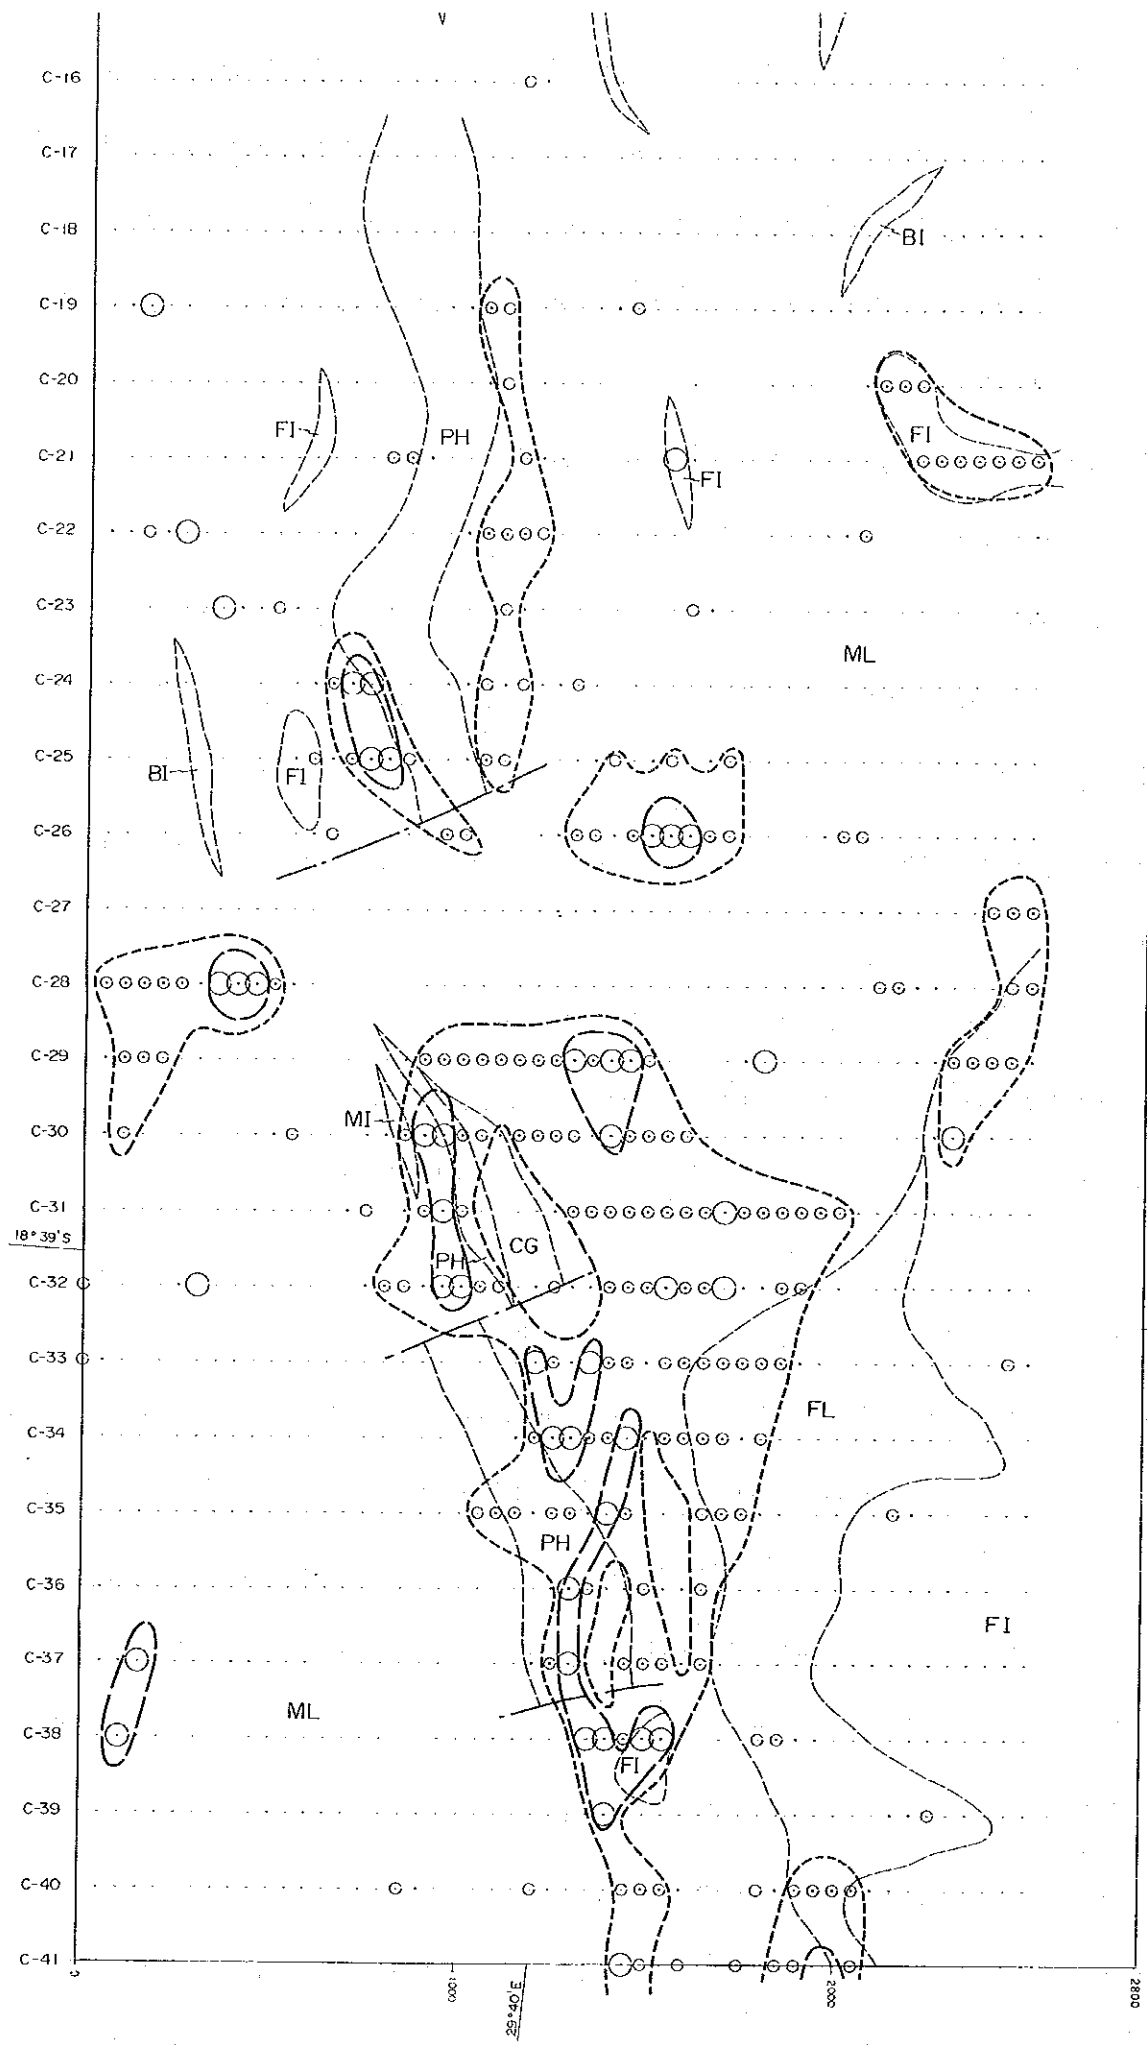 C-16
C-17
C-18
BI
C-19
C-20
FI
PH
FI
C-21
FI
C-22
C-23
ML
C-24
C-25
BI
FI
C-26
C-27
C-28
C-29
MI
C-30
C-31
18°39'S
CG
PH
C-32
C-33
FL
C-34
C-35
PH
C-36
FI
C-37
ML
C-38
FI
C-39
C-40
C-41
0
1000
29°40'E
2000
2800